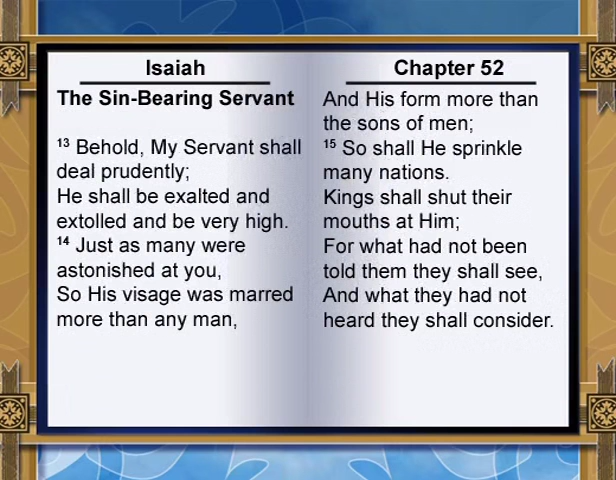 Isaiah
The Sin-Bearing Servant
13 Behold, My Servant shall
deal prudently;
He shall be exalted and
extolled and be very high.
14 Just as many were
astonished at you,
So His visage was marred
more than any man,
Chapter 52
And His form more than
the sons of men;
15 So shall He sprinkle
many nations.
Kings shall shut their
mouths at Him;
For what had not been
told them they shall see,
And what they had not
heard they shall consider.